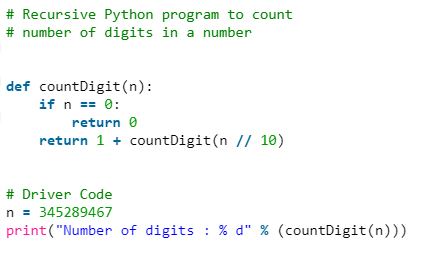 # Recursive Python program to count
# number of digits in a number
def countDigit(n):
    if n == 0:
        return 0
    return 1 + countDigit(n // 10)
# Driver Code
n = 345289467
print("Number of digits : % d" % (countDigit(n)))